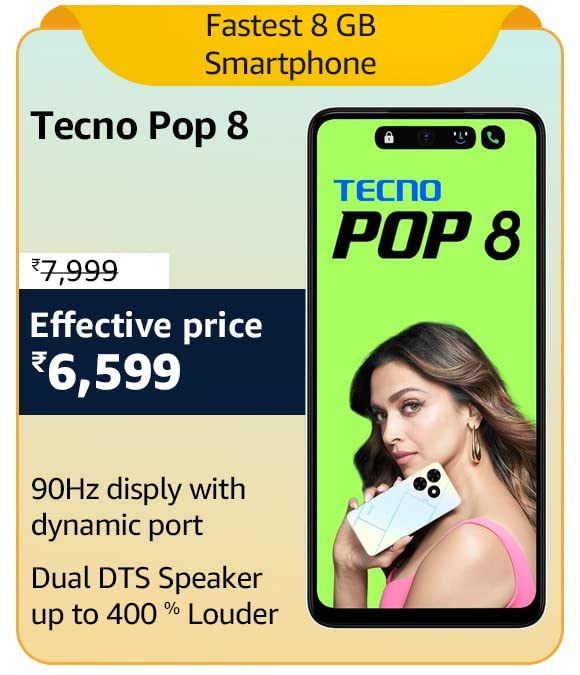 Fastest 8 GB
Smartphone
Tecno Pop 8
₹7,999
Effective price
₹6,599
90Hz disply with
dynamic port
Dual DTS Speaker
up to 400 % Louder
TECNO
POP 8